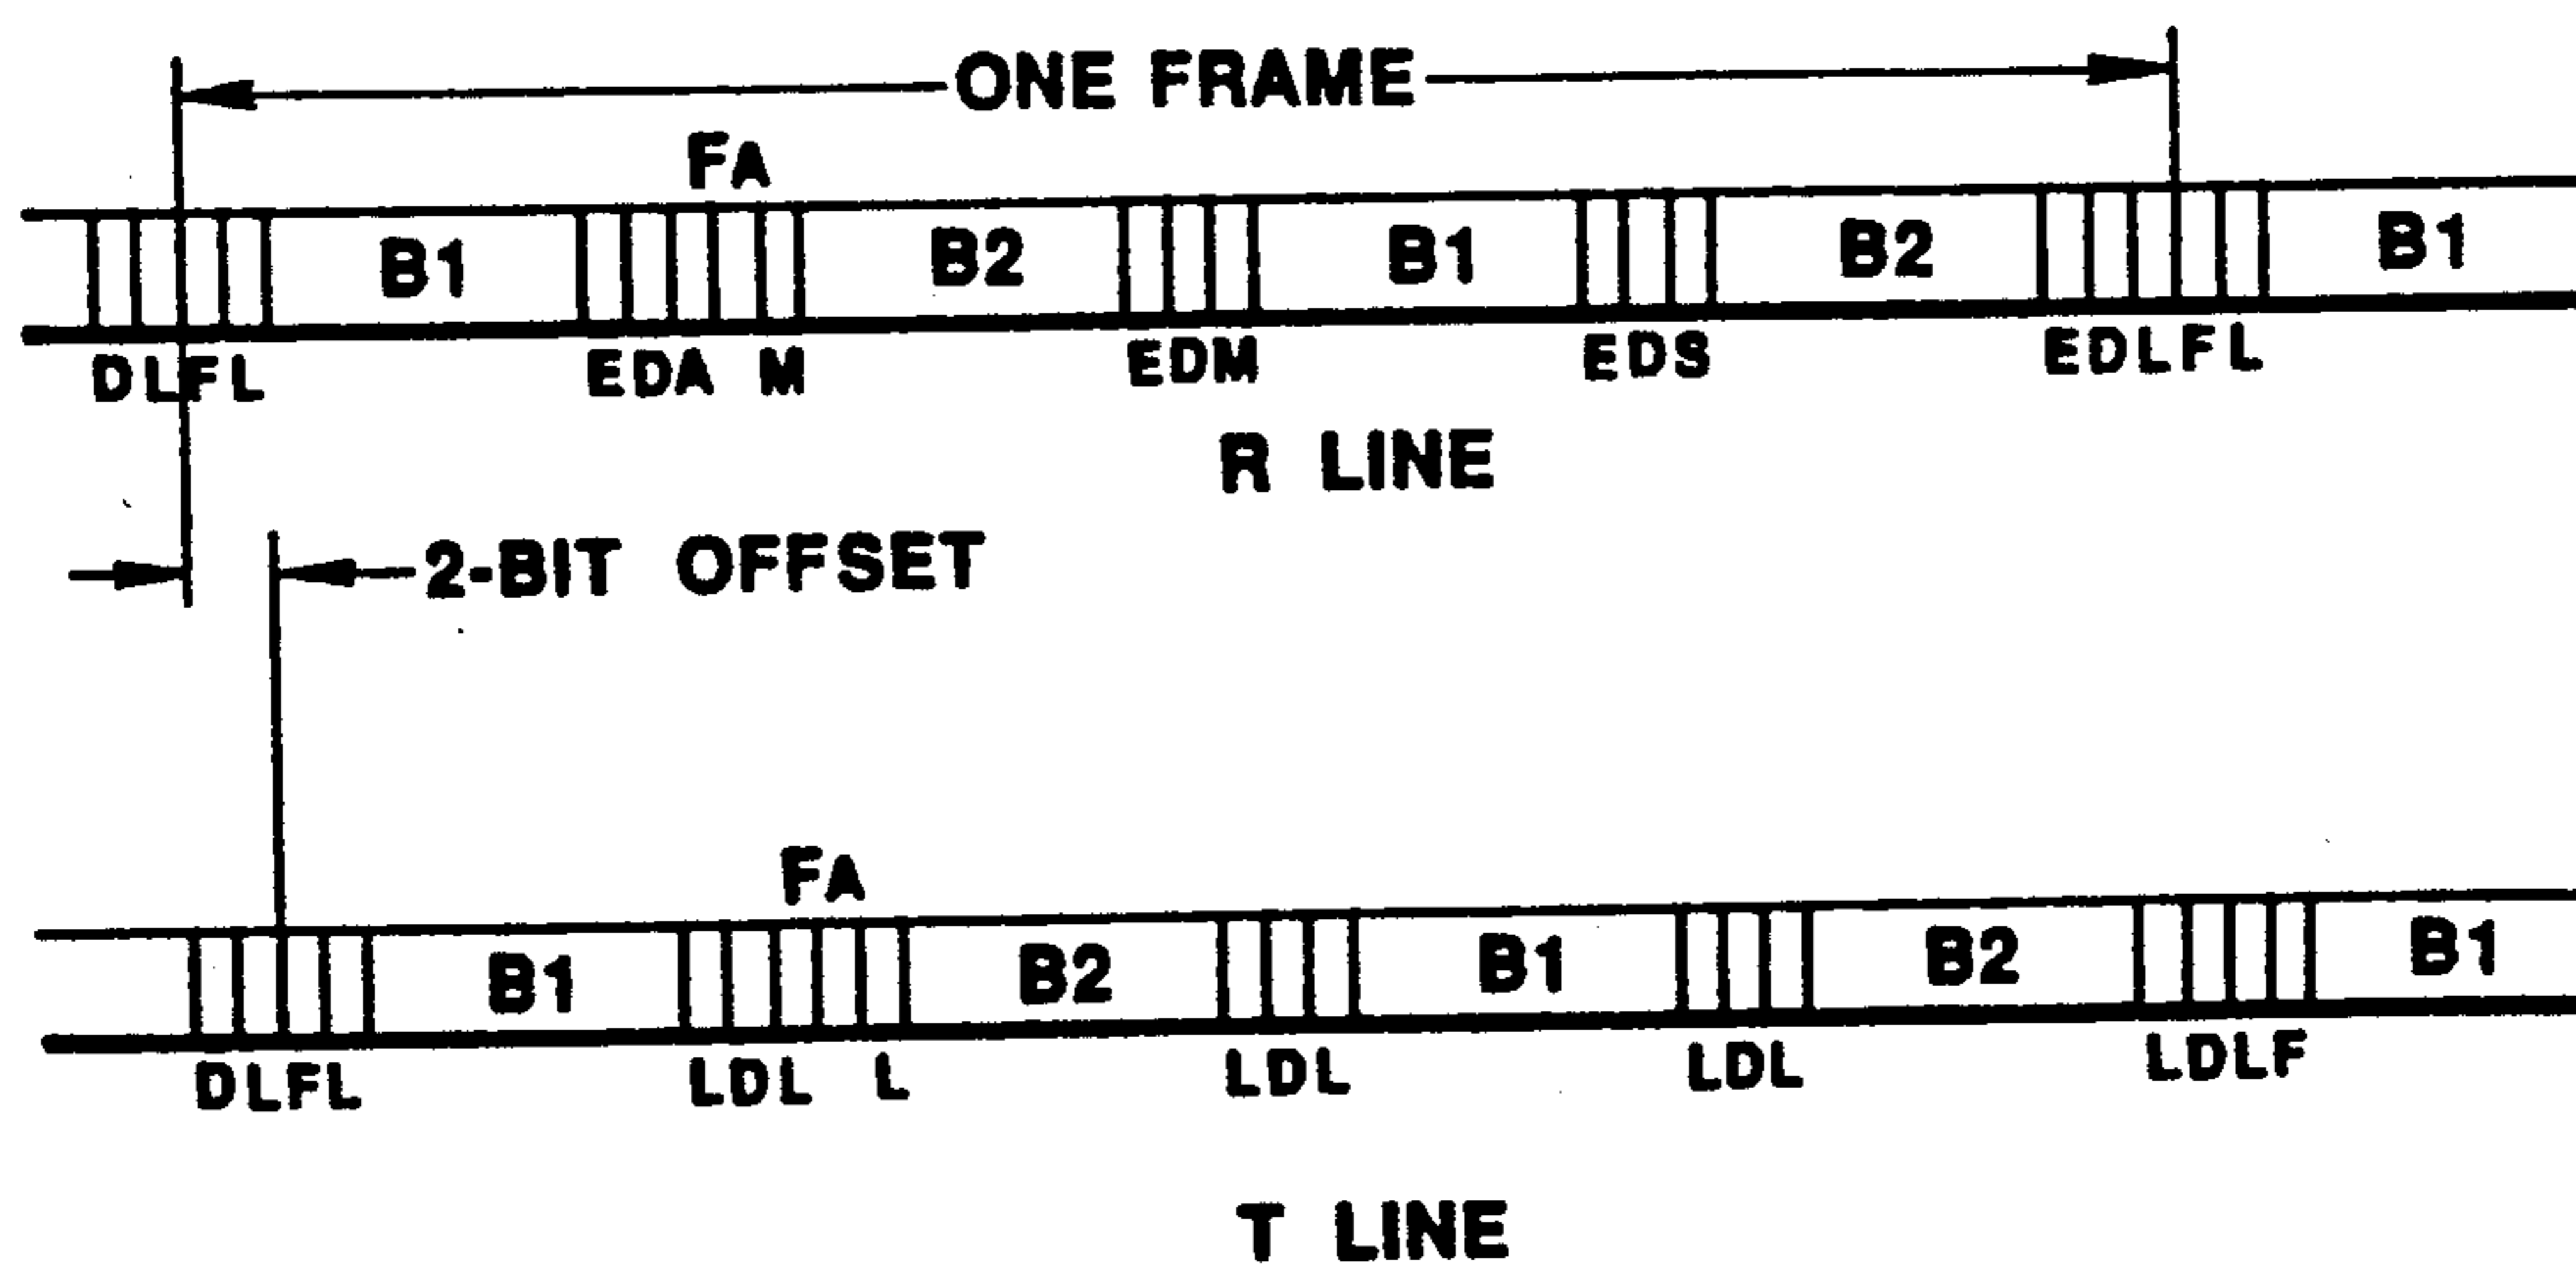 ONE FRAME
FA
B1 B2 B1 B2 B1
DLFL EDA M EDM EDS EDLFL
R LINE
2-BIT OFFSET
FA
B1 B2 B1 B2 B1
DLFL LDL L LDL LDL LDLF
T LINE